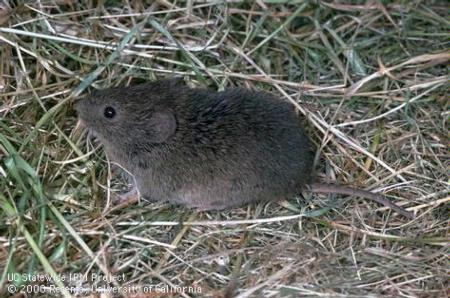 UC Statewide IPM Project
© 2000 Regents, University of California